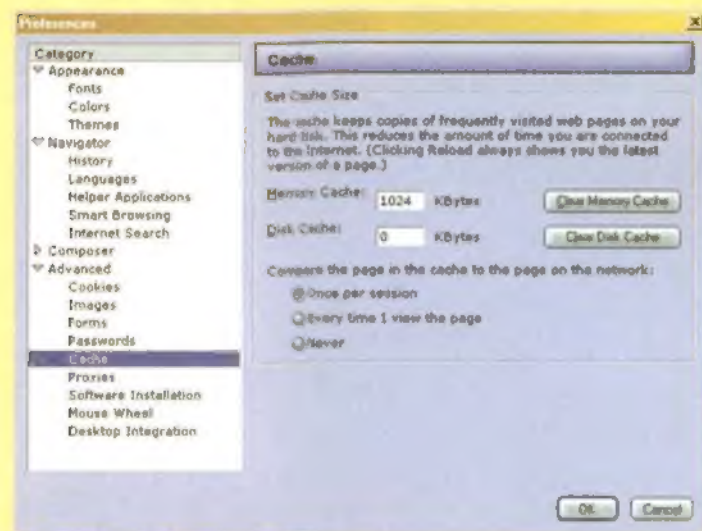 Preferences
Category
Appearance
Fonts
Colors
Themes
Navigator
History
Languages
Helper Applications
Smart Browsing
Internet Search
Composer
Advanced
Cookies
Images
Forms
Passwords
Cache
Proxies
Software Installation
Mouse Wheel
Desktop Integration
Cache
Set Cache Size
The cache keeps copies of frequently visited web pages on your
hard disk. This reduces the amount of time you are connected
to the Internet. (Clicking Reload always shows you the latest
version of a page.)
Memory Cache: 1024 KBytes Clear Memory Cache
Disk Cache: 0 KBytes Clear Disk Cache
Compare the page in the cache to the page on the network:
Once per session
Every time I view the page
Never
OK Cancel